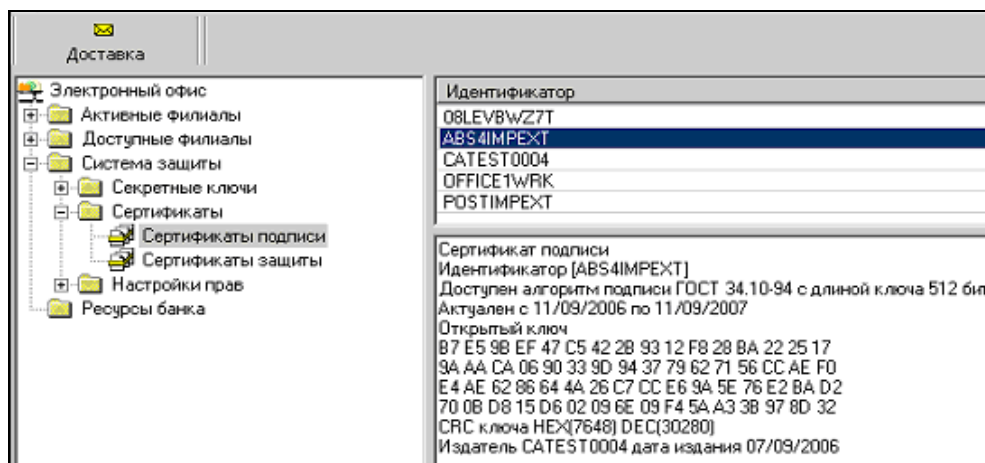 Доставка
Электронный офис
Активные филиалы
Доступные филиалы
Система защиты
Секретные ключи
Сертификаты
Сертификаты подписи
Сертификаты защиты
Настройки прав
Ресурсы банка
Идентификатор
08LEVBWZ7T
ABS4IMPEXT
CATEST0004
OFFICE1WRK
POSTIMPEXT
Сертификат подписи
Идентификатор [ABS4IMPEXT]
Доступен алгоритм подписи ГОСТ 34.10-94 с длиной ключа 512 бит
Актуален с 11/09/2006 по 11/09/2007
Открытый ключ
B7 E5 9B EF 47 C5 42 2B 93 12 F8 28 BA 22 25 17
9A AA CA 06 90 33 9D 94 37 79 62 71 56 CC AE F0
E4 AE 62 86 64 4A 26 C7 CC E6 9A 5E 76 E2 BA D2
70 0B D8 15 D6 02 09 6E 09 F4 5A A3 3B 97 8D 32
CRC ключа HEX(7648) DEC(30280)
Издатель CATEST0004 дата издания 07/09/2006